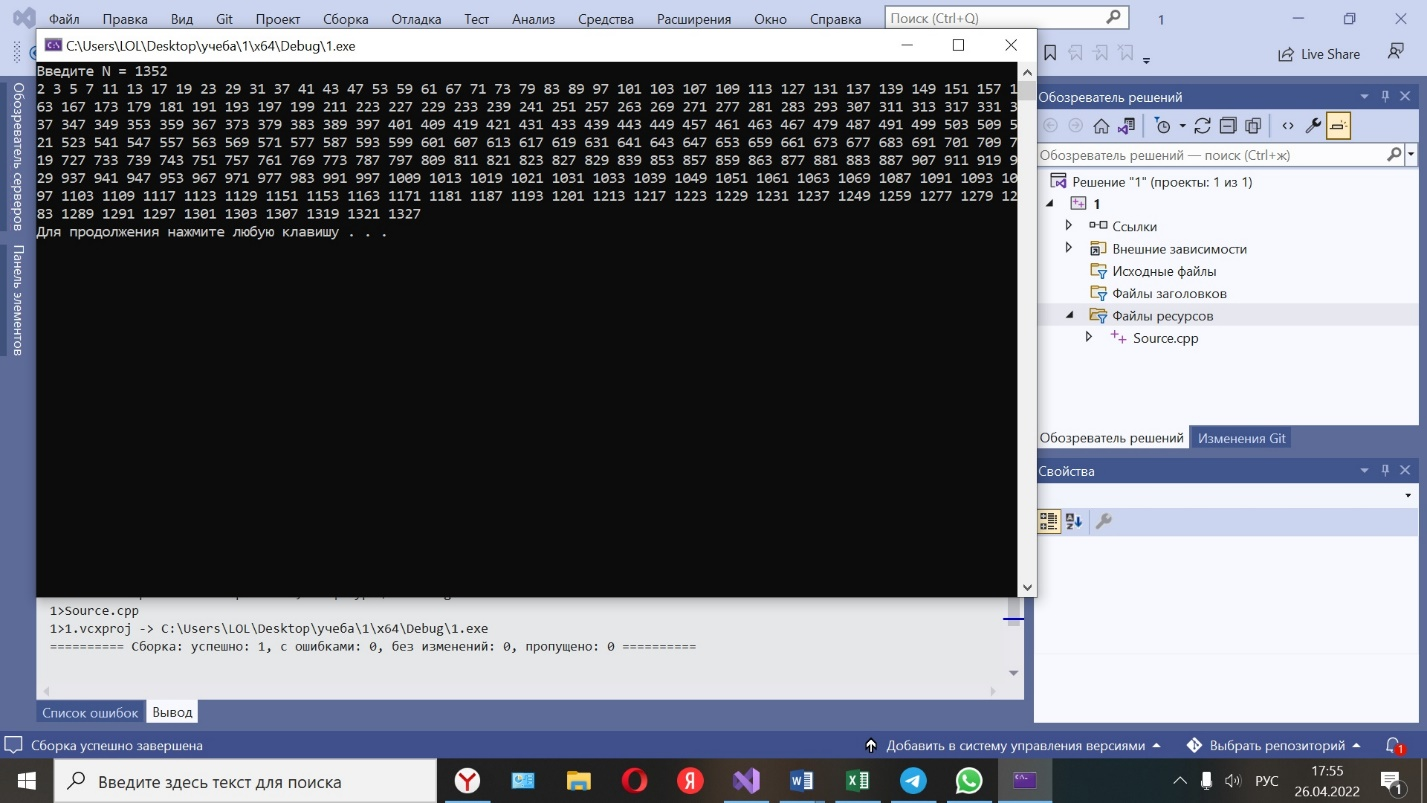 Файл Правка Вид Git Проект Сборка Отладка Тест Анализ Средства Расширения Окно Справка Поиск (Ctrl+Q) 1
C:\Users\LOL\Desktop\учеба\1\x64\Debug\1.exe
Live Share
Введите N = 1352
2 3 5 7 11 13 17 19 23 29 31 37 41 43 47 53 59 61 67 71 73 79 83 89 97 101 103 107 109 113 127 131 137 139 149 151 157 1
63 167 173 179 181 191 193 197 199 211 223 227 229 233 239 241 251 257 263 269 271 277 281 283 293 307 311 313 317 331 3
37 347 349 353 359 367 373 379 383 389 397 401 409 419 421 431 433 439 443 449 457 461 463 467 479 487 491 499 503 509 5
21 523 541 547 557 563 569 571 577 587 593 599 601 607 613 617 619 631 641 643 647 653 659 661 673 677 683 691 701 709 7
19 727 733 739 743 751 757 761 769 773 787 797 809 811 821 823 827 829 839 853 857 859 863 877 881 883 887 907 911 919 9
29 937 941 947 953 967 971 977 983 991 997 1009 1013 1019 1021 1031 1033 1039 1049 1051 1061 1063 1069 1087 1091 1093 10
97 1103 1109 1117 1123 1129 1151 1153 1163 1171 1181 1187 1193 1201 1213 1217 1223 1229 1231 1237 1249 1259 1277 1279 12
83 1289 1291 1297 1301 1303 1307 1319 1321 1327
Для продолжения нажмите любую клавишу . . .
Обозреватель серверов
Панель элементов
Обозреватель решений
Обозреватель решений — поиск (Ctrl+ж)
Решение "1" (проекты: 1 из 1)
1
Ссылки
Внешние зависимости
Исходные файлы
Файлы заголовков
Файлы ресурсов
Source.cpp
Обозреватель решений Изменения Git
Свойства
1>Source.cpp
1>1.vcxproj -> C:\Users\LOL\Desktop\учеба\1\x64\Debug\1.exe
========== Сборка: успешно: 1, с ошибками: 0, без изменений: 0, пропущено: 0 ==========
Список ошибок Вывод
Сборка успешно завершена Добавить в систему управления версиями Выбрать репозиторий 1
Введите здесь текст для поиска
РУС
17:55
26.04.2022
1